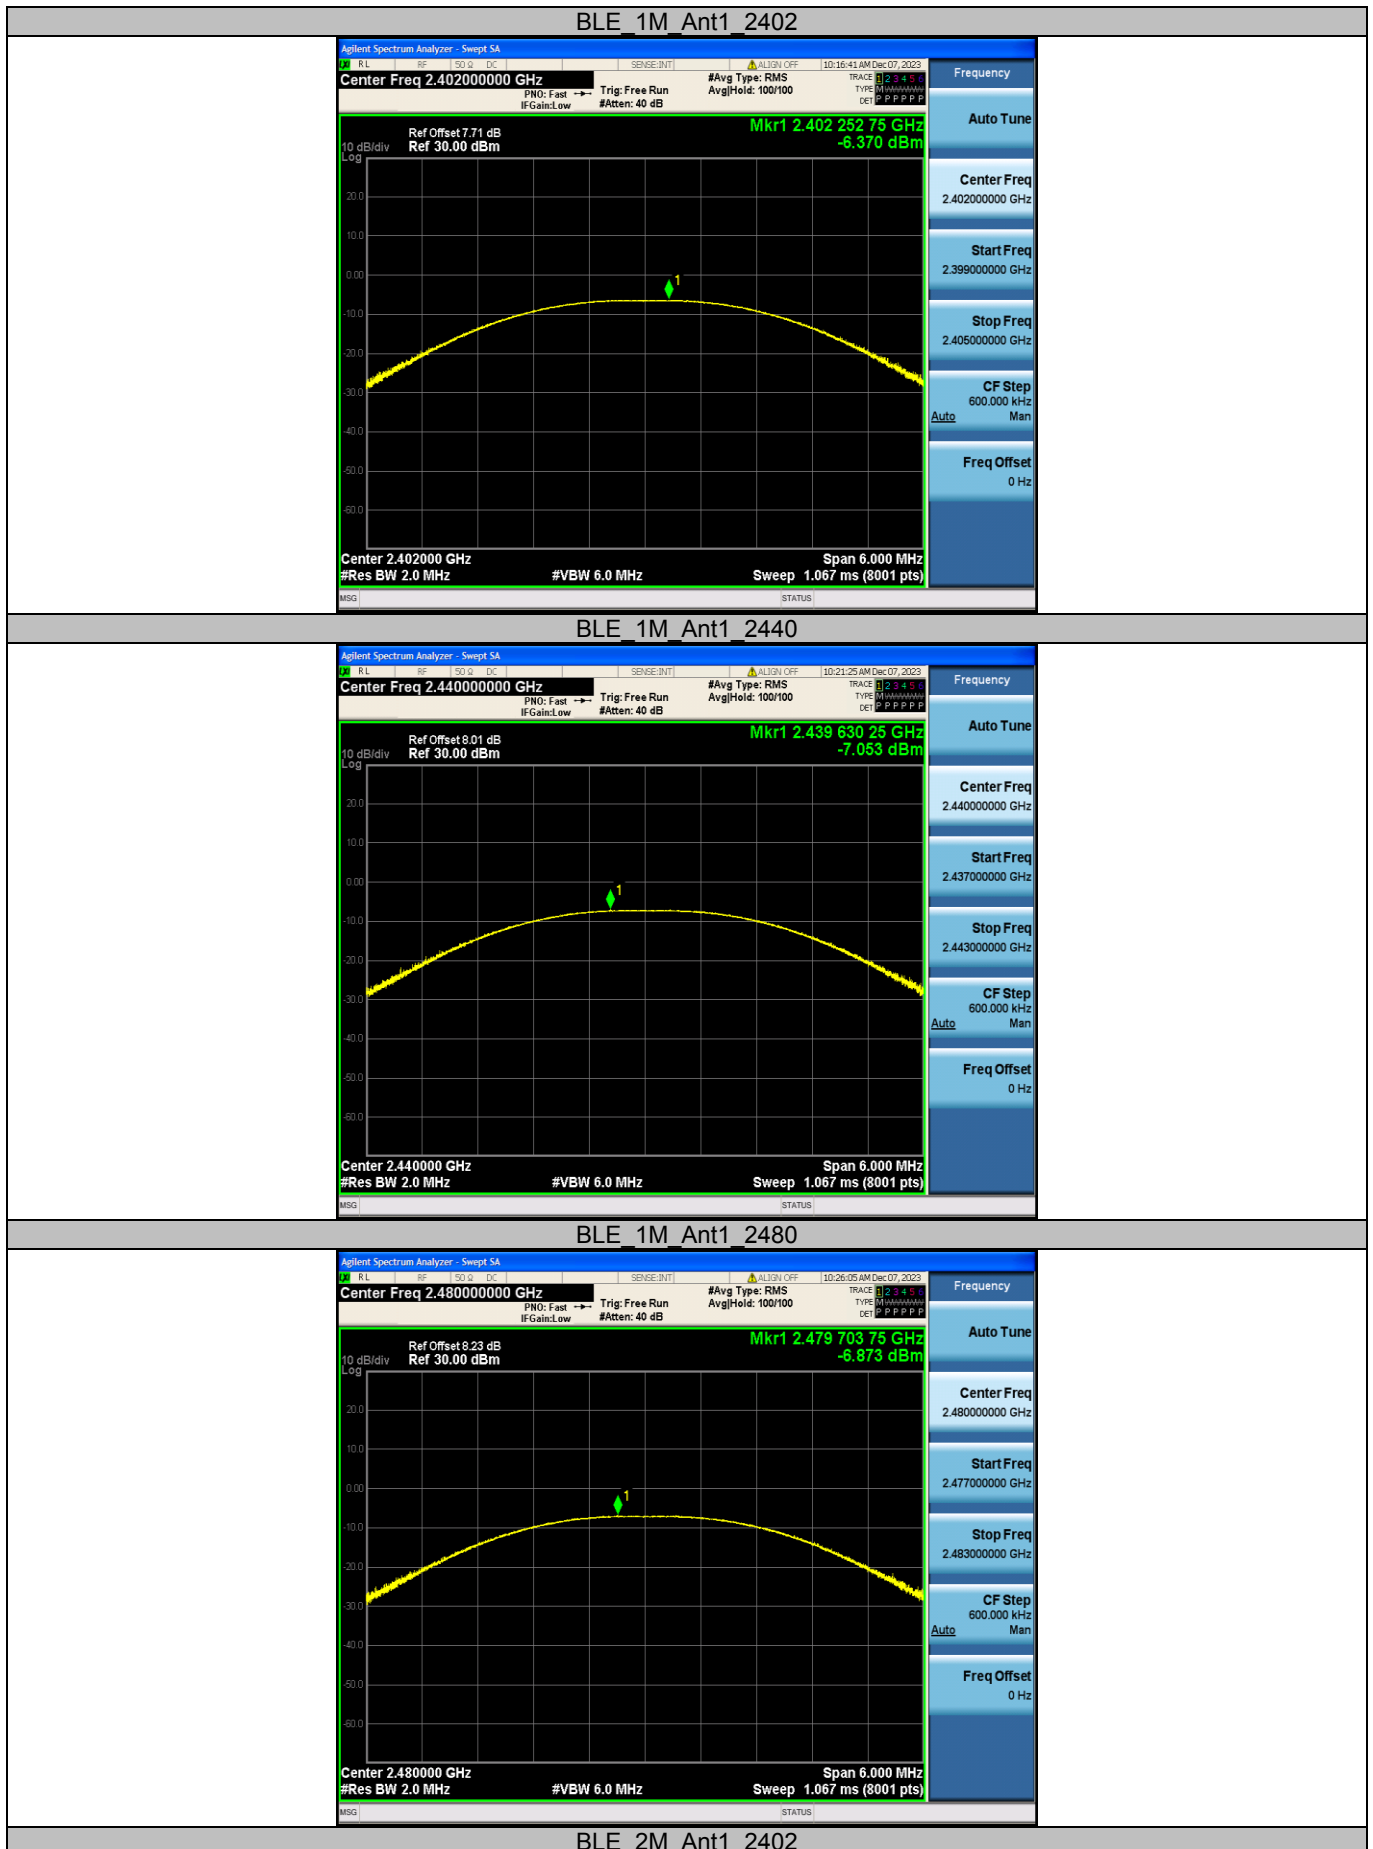 BLE_1M_Ant1_2402
Agilent Spectrum Analyzer - Swept SA
RL RF 50 Ω DC SENSE:INT ALIGN OFF 10:16:41 AM Dec 07, 2023
Center Freq 2.402000000 GHz
#Avg Type: RMS
TRACE 1 2 3 4 5 6
PNO: Fast Trig: Free Run Avg|Hold: 100/100
TYPE M WWWWW
IFGain:Low #Atten: 40 dB
DET P P P P P P
Frequency
Auto Tune
Mkr1 2.402 252 75 GHz
-6.370 dBm
Ref Offset 7.71 dB
10 dB/div Ref 30.00 dBm
Log
20.0
10.0
0.00
-10.0
-20.0
-30.0
-40.0
-50.0
-60.0
1
Center Freq
2.402000000 GHz
Start Freq
2.399000000 GHz
Stop Freq
2.405000000 GHz
CF Step
600.000 kHz
Auto Man
Freq Offset
0 Hz
Center 2.402000 GHz Span 6.000 MHz
#Res BW 2.0 MHz #VBW 6.0 MHz Sweep 1.067 ms (8001 pts)
MSG STATUS
BLE_1M_Ant1_2440
Agilent Spectrum Analyzer - Swept SA
RL RF 50 Ω DC SENSE:INT ALIGN OFF 10:21:25 AM Dec 07, 2023
Center Freq 2.440000000 GHz
#Avg Type: RMS
TRACE 1 2 3 4 5 6
PNO: Fast Trig: Free Run Avg|Hold: 100/100
TYPE M WWWWW
IFGain:Low #Atten: 40 dB
DET P P P P P P
Frequency
Auto Tune
Mkr1 2.439 630 25 GHz
-7.053 dBm
Ref Offset 8.01 dB
10 dB/div Ref 30.00 dBm
Log
20.0
10.0
0.00
-10.0
-20.0
-30.0
-40.0
-50.0
-60.0
1
Center Freq
2.440000000 GHz
Start Freq
2.437000000 GHz
Stop Freq
2.443000000 GHz
CF Step
600.000 kHz
Auto Man
Freq Offset
0 Hz
Center 2.440000 GHz Span 6.000 MHz
#Res BW 2.0 MHz #VBW 6.0 MHz Sweep 1.067 ms (8001 pts)
MSG STATUS
BLE_1M_Ant1_2480
Agilent Spectrum Analyzer - Swept SA
RL RF 50 Ω DC SENSE:INT ALIGN OFF 10:26:05 AM Dec 07, 2023
Center Freq 2.480000000 GHz
#Avg Type: RMS
TRACE 1 2 3 4 5 6
PNO: Fast Trig: Free Run Avg|Hold: 100/100
TYPE M WWWWW
IFGain:Low #Atten: 40 dB
DET P P P P P P
Frequency
Auto Tune
Mkr1 2.479 703 75 GHz
-6.873 dBm
Ref Offset 8.23 dB
10 dB/div Ref 30.00 dBm
Log
20.0
10.0
0.00
-10.0
-20.0
-30.0
-40.0
-50.0
-60.0
1
Center Freq
2.480000000 GHz
Start Freq
2.477000000 GHz
Stop Freq
2.483000000 GHz
CF Step
600.000 kHz
Auto Man
Freq Offset
0 Hz
Center 2.480000 GHz Span 6.000 MHz
#Res BW 2.0 MHz #VBW 6.0 MHz Sweep 1.067 ms (8001 pts)
MSG STATUS
BLE_2M_Ant1_2402